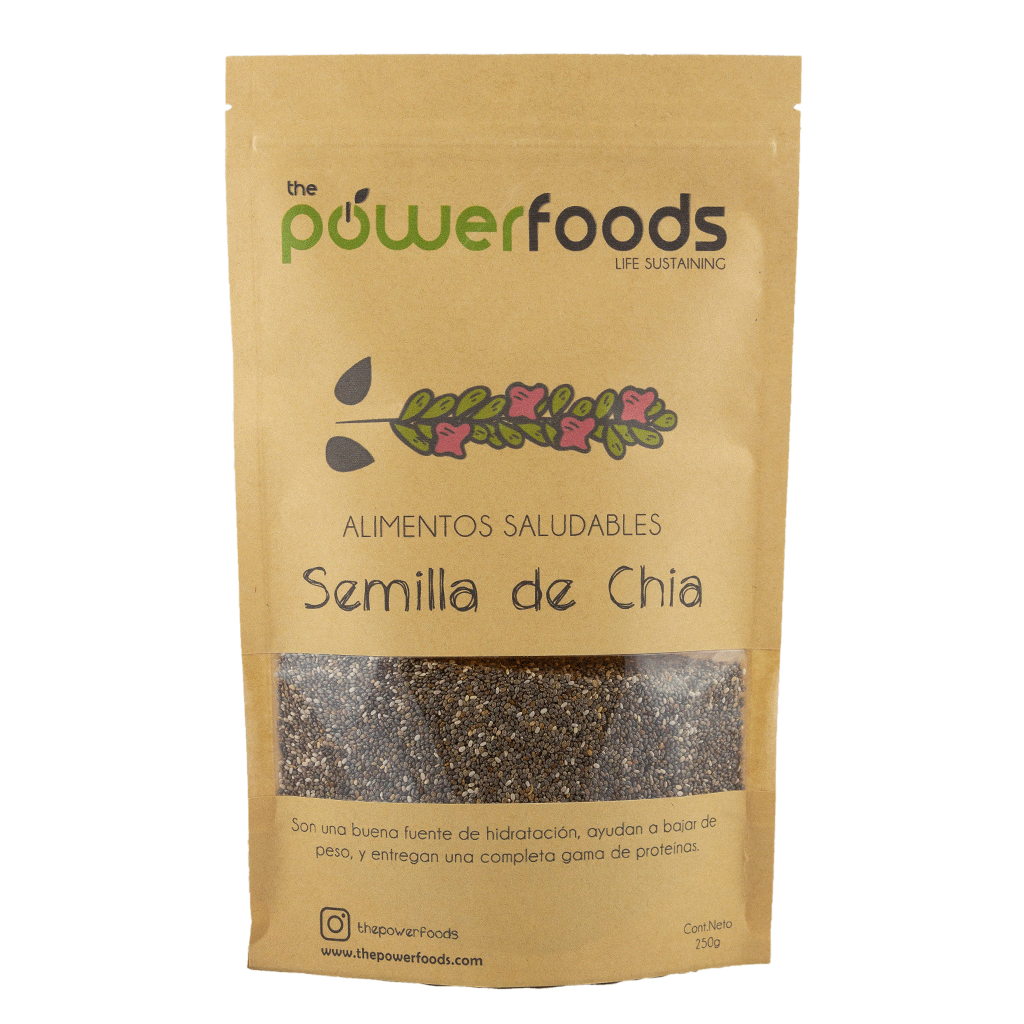 the
powerfoods
LIFE SUSTAINING
ALIMENTOS SALUDABLES
Semilla de Chia
Son una buena fuente de hidratación, ayudan a bajar de
peso, y entregan una completa gama de proteínas.
thepowerfoods
www.thepowerfoods.com
Cont.Neto
250g